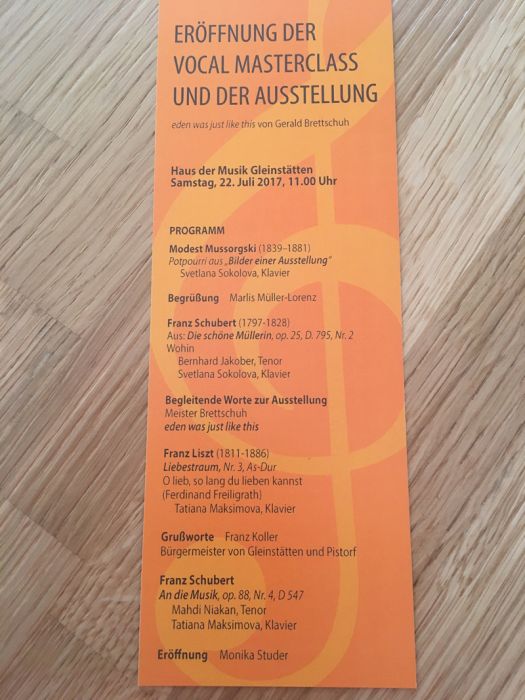 ERÖFFNUNG DER
VOCAL MASTERCLASS
UND DER AUSSTELLUNG
eden was just like this von Gerald Brettschuh
Haus der Musik Gleinstätten
Samstag, 22. Juli 2017, 11.00 Uhr
PROGRAMM
Modest Mussorgski (1839–1881)
Potpourri aus „Bilder einer Ausstellung“
Svetlana Sokolova, Klavier
Begrüßung Marlis Müller-Lorenz
Franz Schubert (1797-1828)
Aus: Die schöne Müllerin, op. 25, D. 795, Nr. 2
Wohin
Bernhard Jakober, Tenor
Svetlana Sokolova, Klavier
Begleitende Worte zur Ausstellung
Meister Brettschuh
eden was just like this
Franz Liszt (1811-1886)
Liebestraum, Nr. 3, As-Dur
O lieb, so lang du lieben kannst
(Ferdinand Freiligrath)
Tatiana Maksimova, Klavier
Grußworte Franz Koller
Bürgermeister von Gleinstätten und Pistorf
Franz Schubert
An die Musik, op. 88, Nr. 4, D 547
Mahdi Niakan, Tenor
Tatiana Maksimova, Klavier
Eröffnung Monika Studer